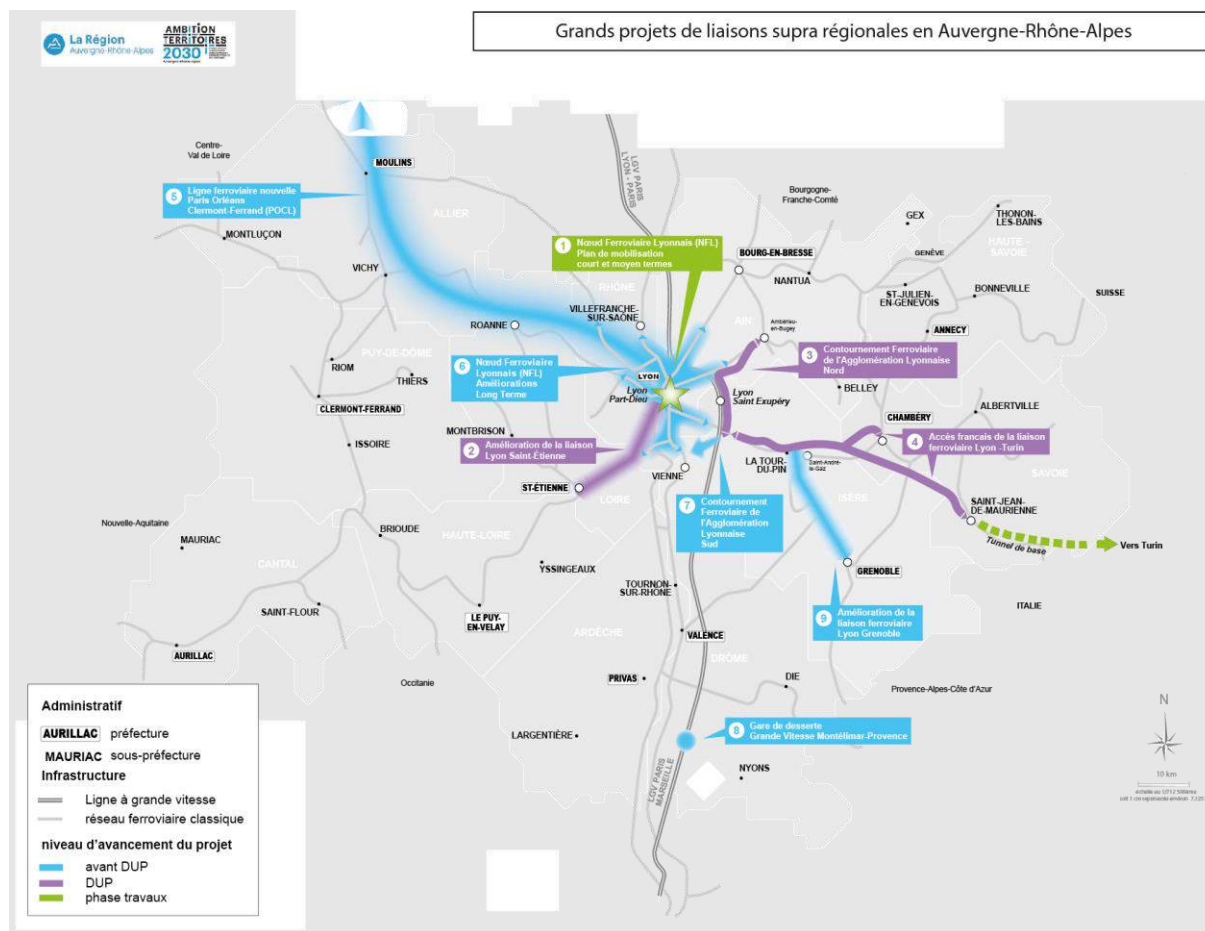 La Région
Auvergne-Rhône-Alpes
AMBITION
TERRITOIRES
2030
Grands projets de liaisons supra régionales en Auvergne-Rhône-Alpes
Centre-
Val de Loire
MOULINS
LGV PARIS
LYON - PARIS
5 Ligne ferroviaire nouvelle
Paris Orléans
Clermont-Ferrand (POCL)
ALLIER
MONTLUÇON
VICHY
Bourgogne-
Franche-Comté
GEX
THONON-
LES-BAINS
HAUTE -
SAVOIE
GENÈVE
1 Nœud Ferroviaire Lyonnais (NFL)
Plan de mobilisation
court et moyen termes
BOURG-EN-BRESSE
NANTUA
ST-JULIEN-
EN-GENEVOIS
BONNEVILLE
SUISSE
RHÔNE
VILLEFRANCHE-
SUR-SAÔNE
ROANNE
AIN
Ambérieu-
en-Bugey
ANNECY
PUY-DE-DÔME
RIOM
THIERS
6 Nœud Ferroviaire
Lyonnais (NFL)
Améliorations
Long Terme
LYON
Lyon
Part-Dieu
Lyon
Saint Exupéry
3 Contournement Ferroviaire
de l'Agglomération Lyonnaise
Nord
BELLEY
ALBERTVILLE
CLERMONT-FERRAND
CHAMBÉRY
ISSOIRE
MONTBRISON
2 Amélioration de la liaison
Lyon Saint-Étienne
4 Accès francais de la liaison
ferroviaire Lyon -Turin
LA TOUR-
DU-PIN
Saint-André-
le-Gaz
SAVOIE
VIENNE
ST-ÉTIENNE
LOIRE
ISÈRE
7 Contournement
Ferroviaire de
l'Agglomération
Lyonnaise
Sud
SAINT-JEAN-
DE-MAURIENNE
Tunnel de base
Vers Turin
Nouvelle-Aquitaine
MAURIAC
BRIOUDE
HAUTE-LOIRE
YSSINGEAUX
CANTAL
SAINT-FLOUR
TOURNON-
SUR-RHÔNE
GRENOBLE
ITALIE
LE PUY-
EN-VELAY
ARDÈCHE
9 Amélioration de la
liaison ferroviaire
Lyon Grenoble
VALENCE
DRÔME
AURILLAC
Occitanie
PRIVAS
DIE
Provence-Alpes-Côte d'Azur
LARGENTIÈRE
8 Gare de desserte
Grande Vitesse Montélimar-Provence
LGV PARIS
MARSEILLE
NYONS
N
10 km
Administratif
AURILLAC préfecture
MAURIAC sous-préfecture
Infrastructure
Ligne à grande vitesse
réseau ferroviaire classique
niveau d'avancement du projet
avant DUP
DUP
phase travaux